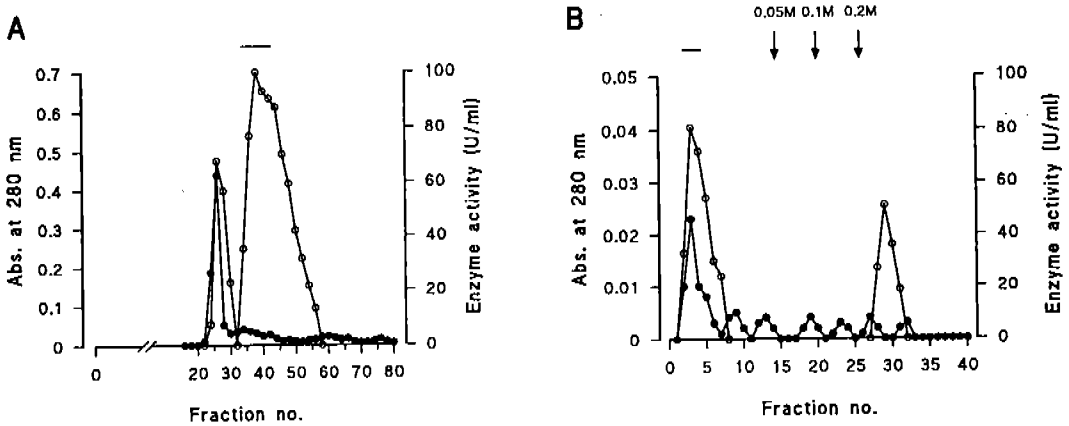 A
Abs. at 280 nm
0.7
0.6
0.5
0.4
0.3
0.2
0.1
0
100
80
60
40
20
0
Enzyme activity (U/ml)
0 20 30 40 50 60 70 80
Fraction no.
B
0.05M 0.1M 0.2M
Abs. at 280 nm
0.05
0.04
0.03
0.02
0.01
0
100
80
60
40
20
0
Enzyme activity (U/ml)
0 5 10 15 20 25 30 35 40
Fraction no.